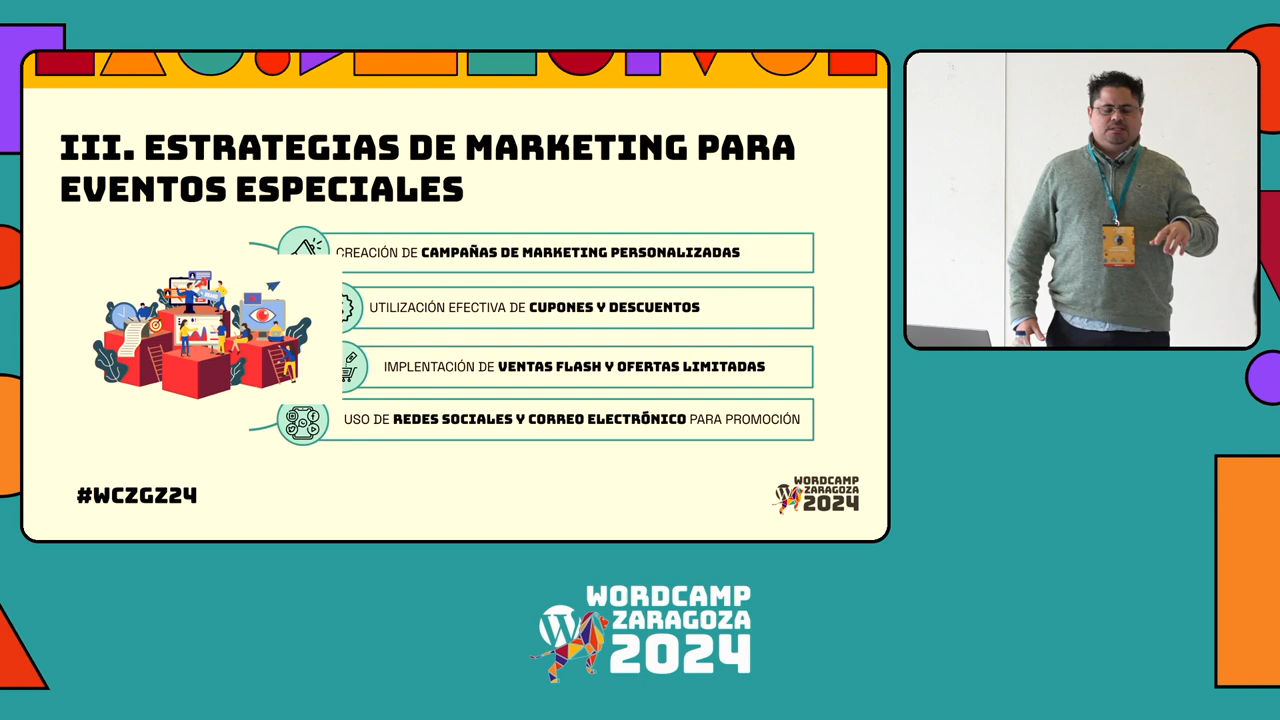 III. ESTRATEGIAS DE MARKETING PARA
EVENTOS ESPECIALES
CREACIÓN DE CAMPAÑAS DE MARKETING PERSONALIZADAS
UTILIZACIÓN EFECTIVA DE CUPONES Y DESCUENTOS
IMPLENTACIÓN DE VENTAS FLASH Y OFERTAS LIMITADAS
USO DE REDES SOCIALES Y CORREO ELECTRÓNICO PARA PROMOCIÓN
#WCZGZ24
WORDCAMP
ZARAGOZA
2024
WORDCAMP
ZARAGOZA
2024